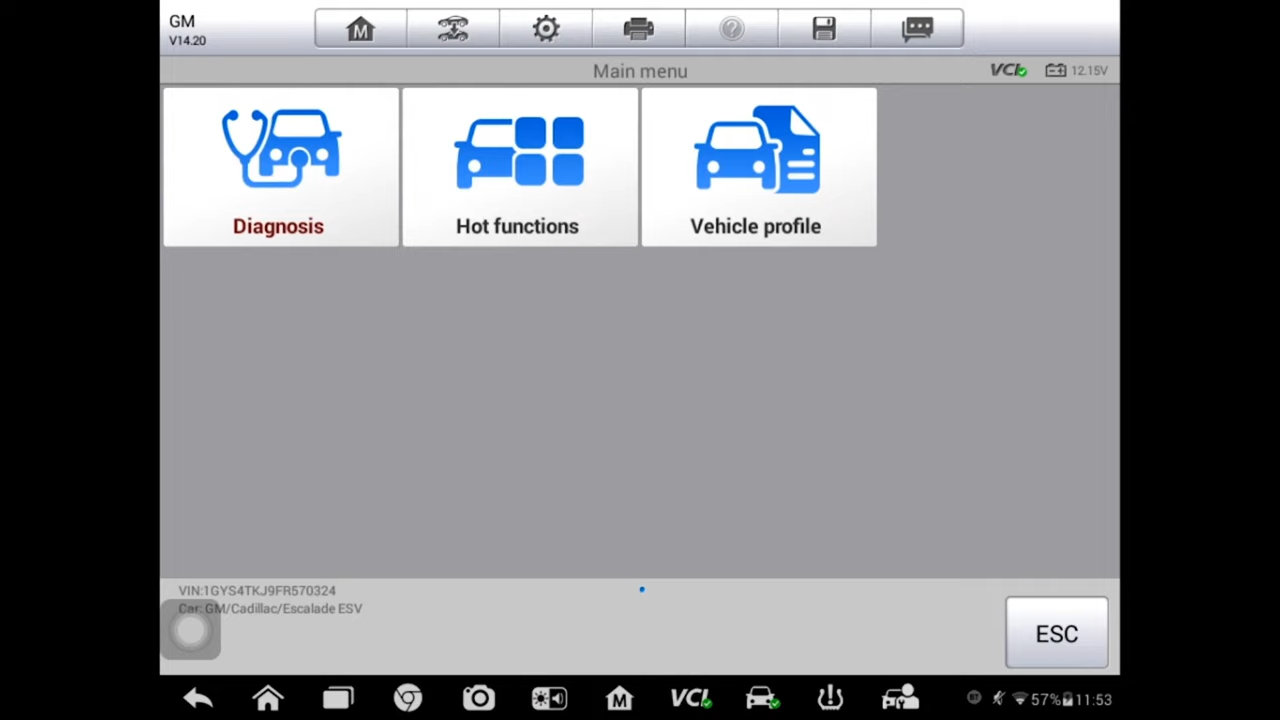 GM
V14.20
M
Main menu
VCI
12.15V
Diagnosis
Hot functions
Vehicle profile
VIN:1GYS4TKJ9FR570324
Car: GM/Cadillac/Escalade ESV
ESC
M
VCI
57%
11:53